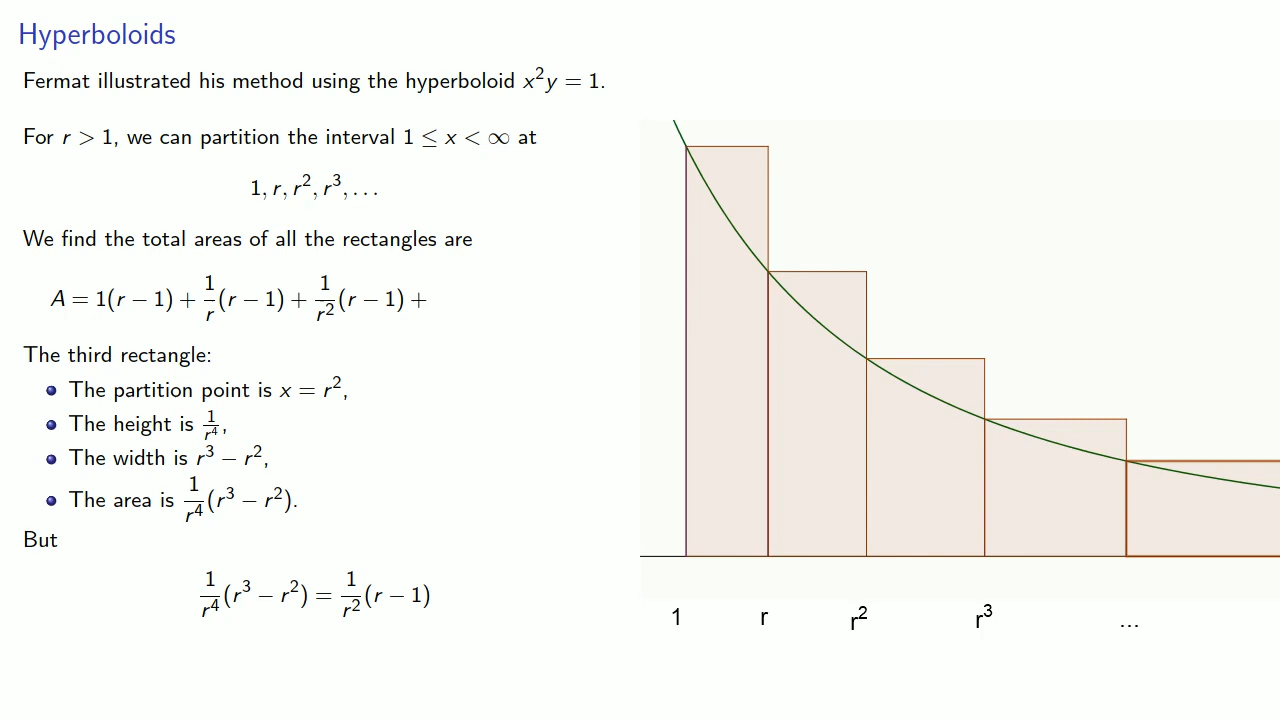 Hyperboloids
Fermat illustrated his method using the hyperboloid x²y = 1.
For r > 1, we can partition the interval 1 ≤ x < ∞ at
1, r, r², r³, . . .
We find the total areas of all the rectangles are
A = 1(r − 1) + 1/r (r − 1) + 1/r² (r − 1) +
The third rectangle:
The partition point is x = r²,
The height is 1/r⁴,
The width is r³ − r²,
The area is 1/r⁴ (r³ − r²).
But
1/r⁴ (r³ − r²) = 1/r² (r − 1)
1 r r² r³ ...